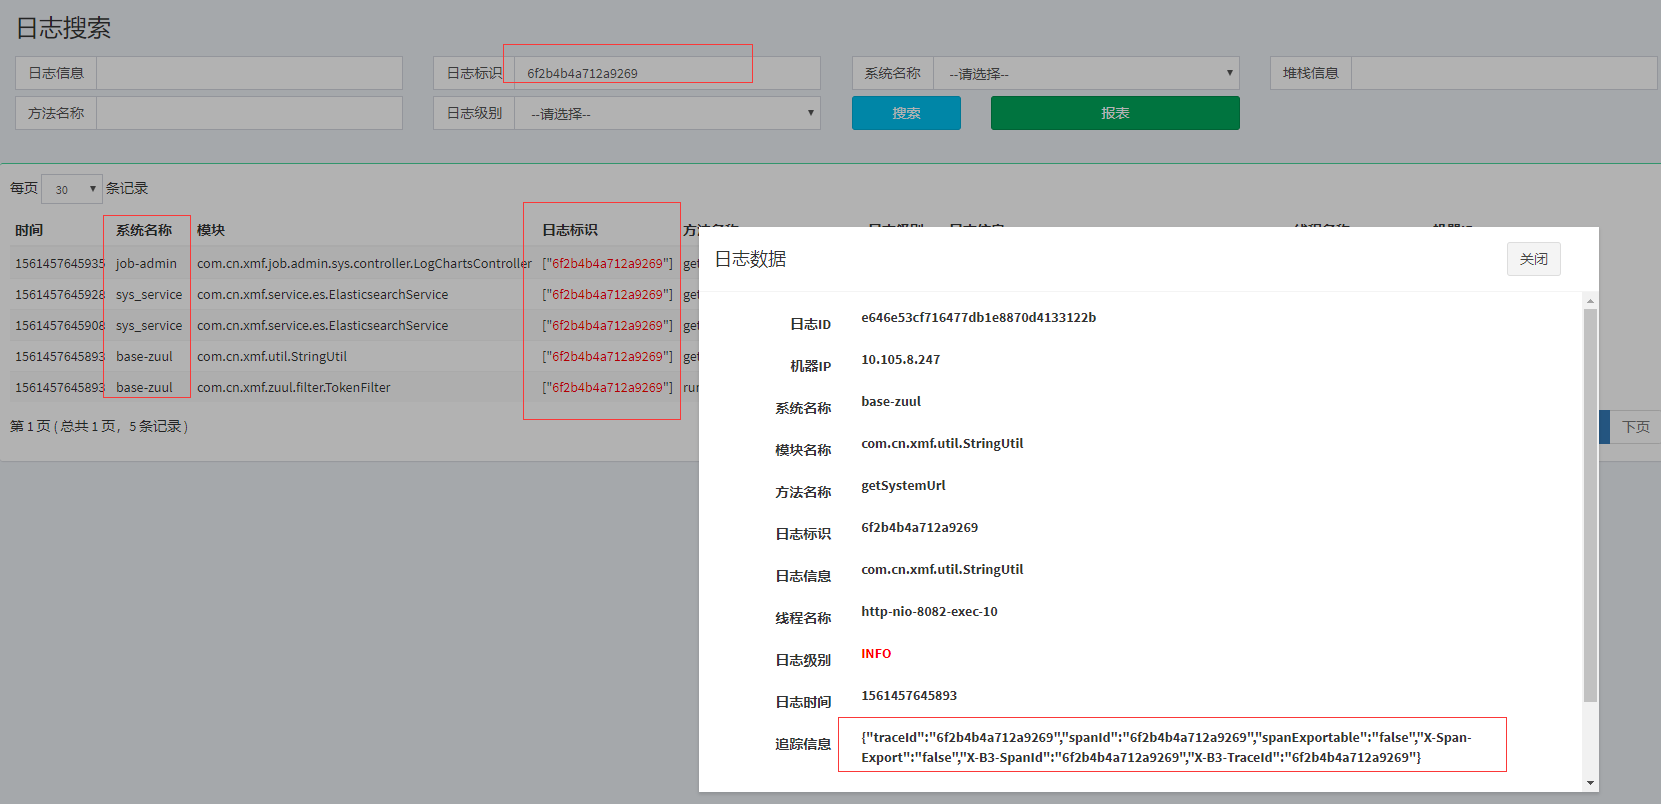 日志搜索
日志信息
日志标识 6f2b4b4a712a9269
系统名称 --请选择--
堆栈信息
方法名称
日志级别 --请选择--
搜索
报表
每页 30 条记录
时间 系统名称 模块 日志标识
1561457645935 job-admin com.cn.xmf.job.admin.sys.controller.LogChartsController ["6f2b4b4a712a9269"] get
1561457645928 sys_service com.cn.xmf.service.es.ElasticsearchService ["6f2b4b4a712a9269"] get
1561457645908 sys_service com.cn.xmf.service.es.ElasticsearchService ["6f2b4b4a712a9269"] get
1561457645893 base-zuul com.cn.xmf.util.StringUtil ["6f2b4b4a712a9269"] get
1561457645893 base-zuul com.cn.xmf.zuul.filter.TokenFilter ["6f2b4b4a712a9269"] run
第 1 页 ( 总共 1 页，5 条记录 )
下页
日志数据
关闭
日志ID e646e53cf716477db1e8870d4133122b
机器IP 10.105.8.247
系统名称 base-zuul
模块名称 com.cn.xmf.util.StringUtil
方法名称 getSystemUrl
日志标识 6f2b4b4a712a9269
日志信息 com.cn.xmf.util.StringUtil
线程名称 http-nio-8082-exec-10
日志级别 INFO
日志时间 1561457645893
追踪信息 {"traceId":"6f2b4b4a712a9269","spanId":"6f2b4b4a712a9269","spanExportable":"false","X-Span-
Export":"false","X-B3-SpanId":"6f2b4b4a712a9269","X-B3-TraceId":"6f2b4b4a712a9269"}